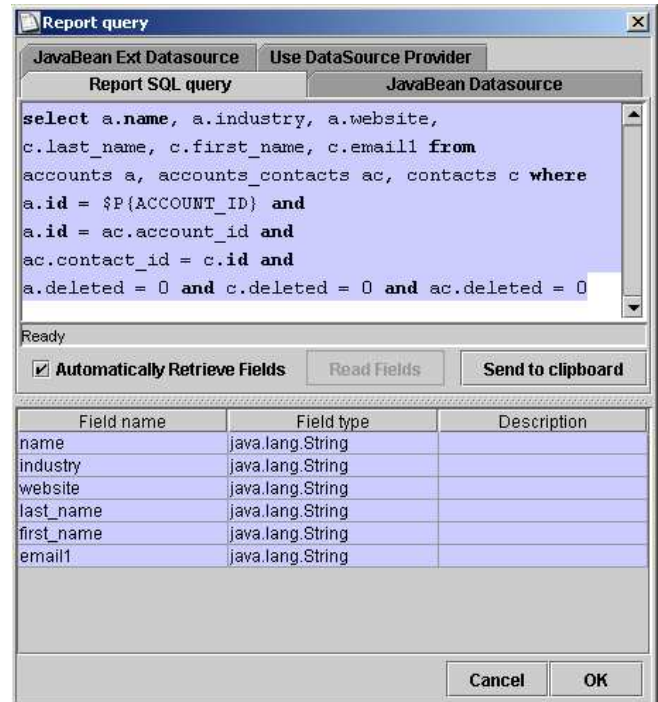 Report query
JavaBean Ext Datasource Use DataSource Provider
Report SQL query JavaBean Datasource
select a.name, a.industry, a.website,
c.last_name, c.first_name, c.email1 from
accounts a, accounts_contacts ac, contacts c where
a.id = $P{ACCOUNT_ID} and
a.id = ac.account_id and
ac.contact_id = c.id and
a.deleted = 0 and c.deleted = 0 and ac.deleted = 0
Ready
Automatically Retrieve Fields Read Fields Send to clipboard
Field name Field type Description
name java.lang.String
industry java.lang.String
website java.lang.String
last_name java.lang.String
first_name java.lang.String
email1 java.lang.String
Cancel OK